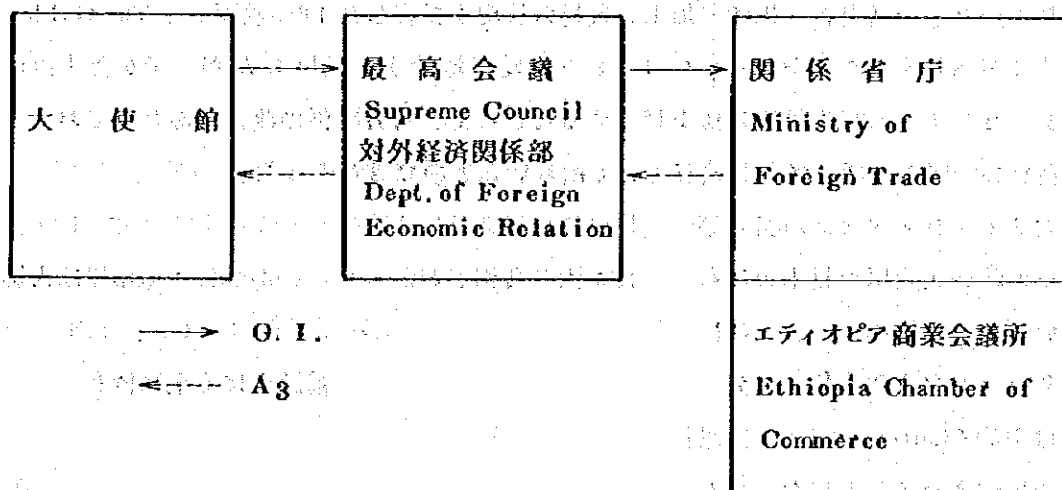 大使館
最高会議
Supreme Council
対外経済関係部
Dept. of Foreign
Economic Relation
関係省庁
Ministry of
Foreign Trade
エティオピア商業会議所
Ethiopia Chamber of
Commerce
O. I.
A3